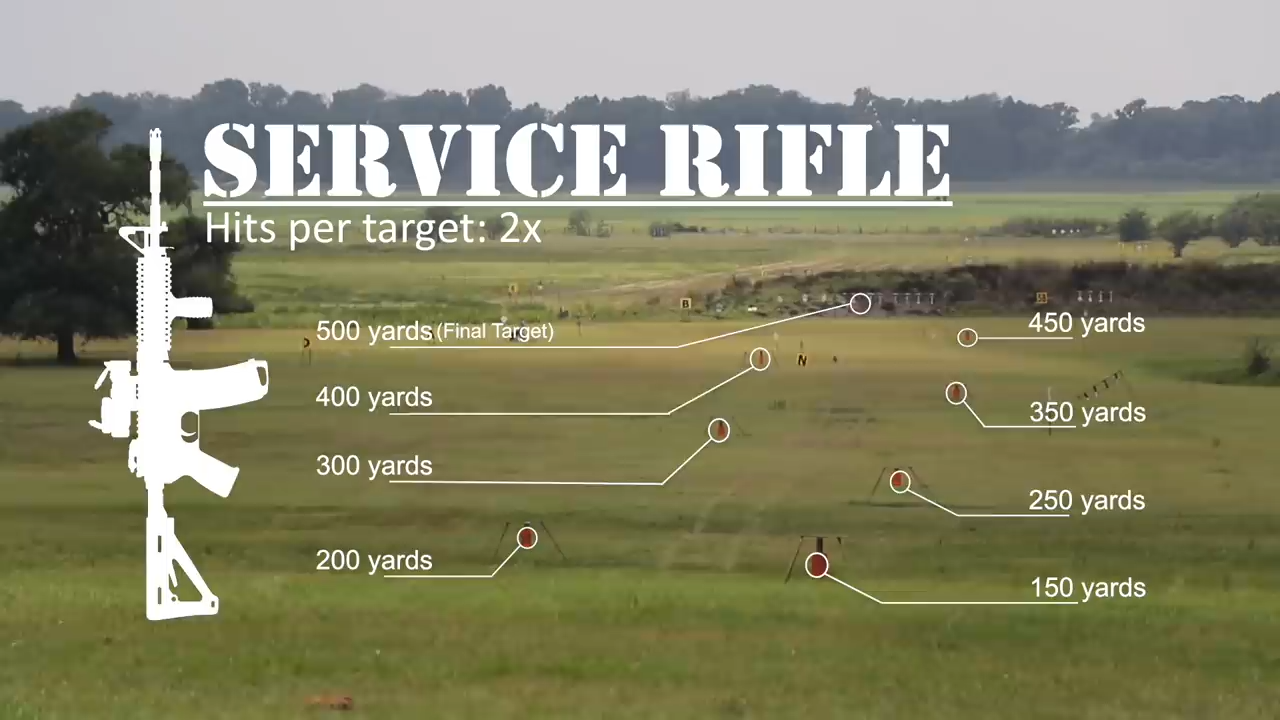 SERVICE RIFLE
Hits per target: 2x
500 yards (Final Target)
450 yards
400 yards
350 yards
300 yards
250 yards
200 yards
150 yards
B
N